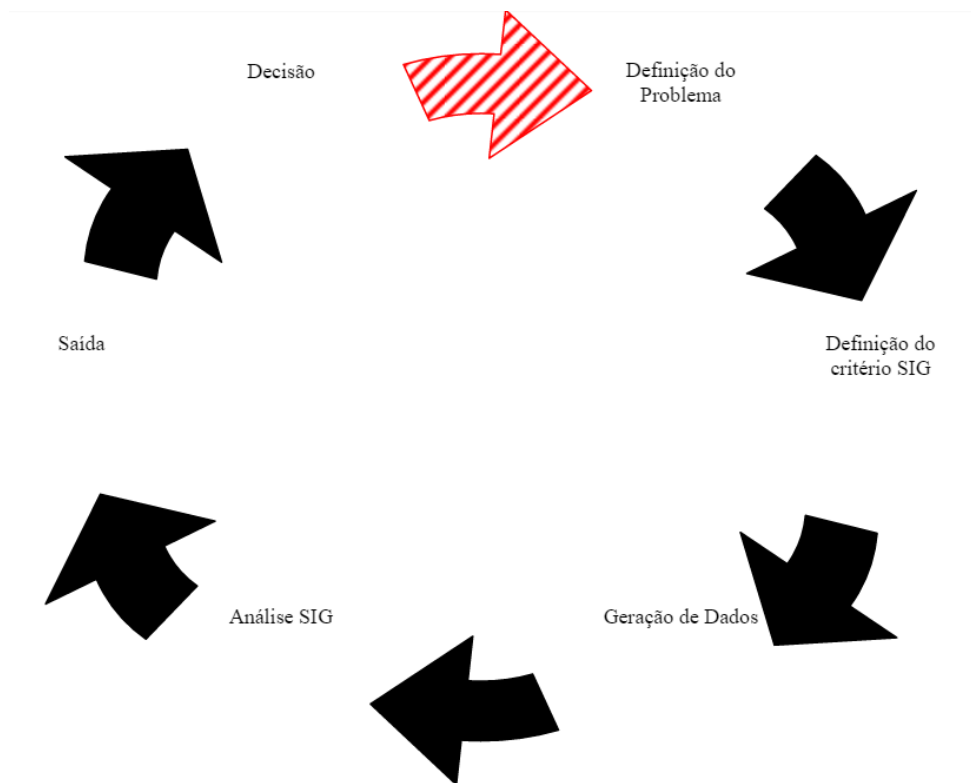 Decisão
Definição do
Problema
Saída
Definição do
critério SIG
Análise SIG
Geração de Dados